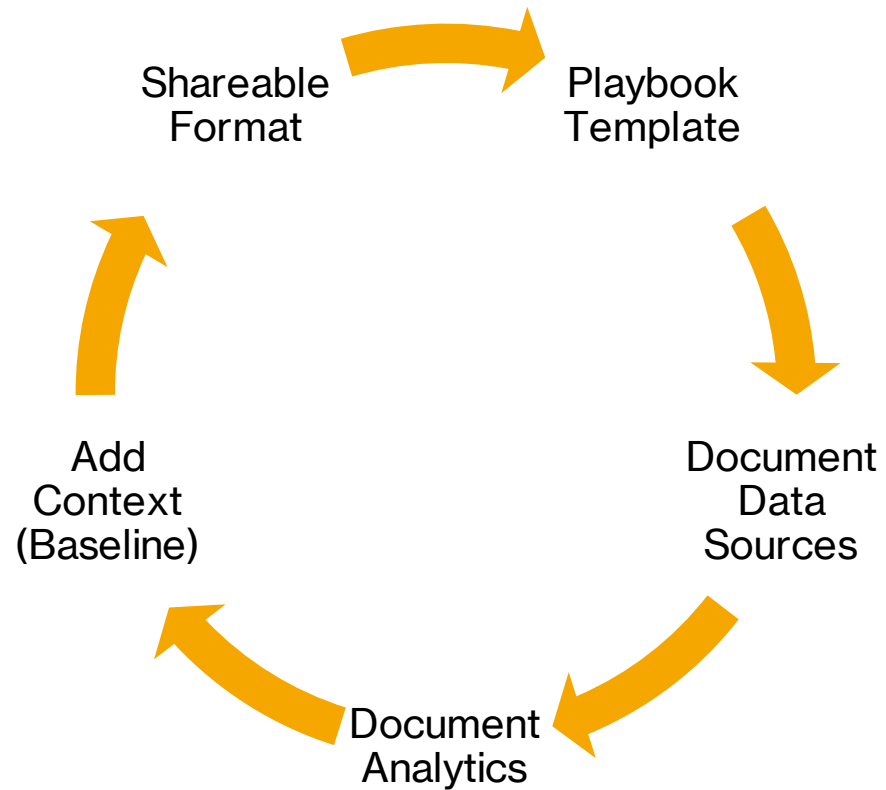 Shareable
Format
Playbook
Template
Document
Data
Sources
Document
Analytics
Add
Context
(Baseline)